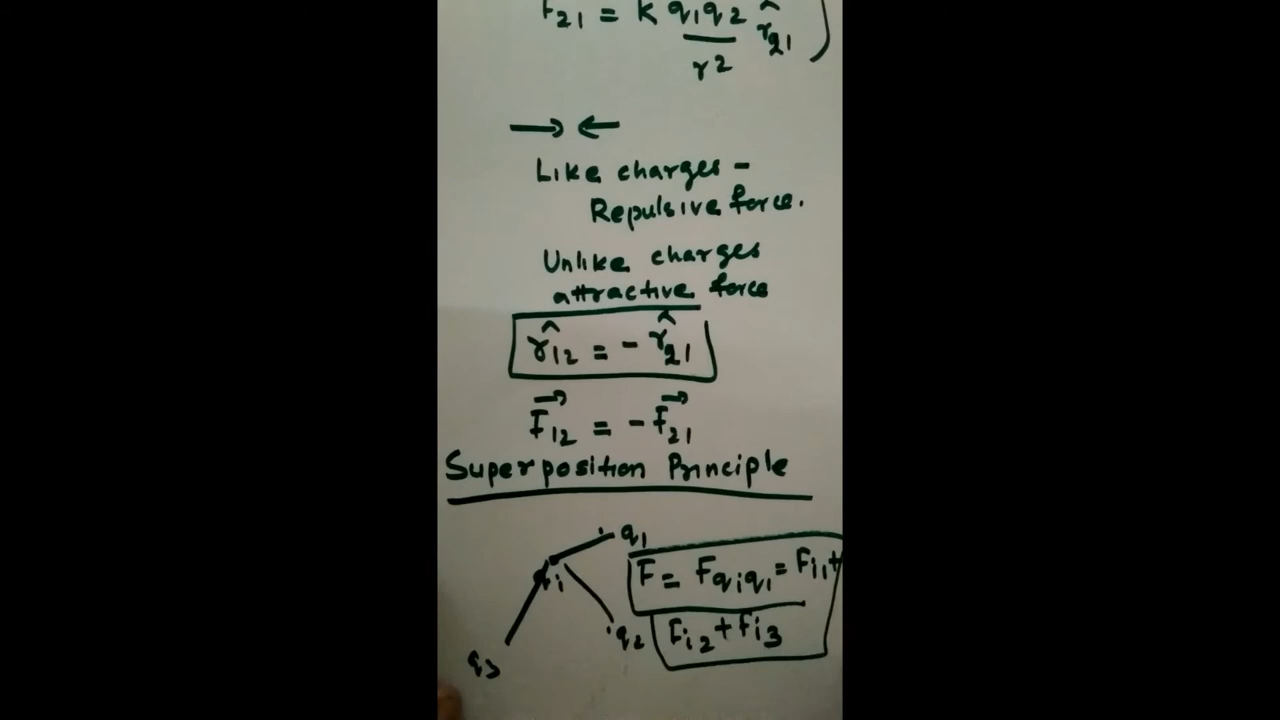 F21 = K q1q2 r̂21
r2
Like charges -
Repulsive force.
Unlike charges
attractive force
r̂12 = - r̂21
F⃗12 = - F⃗21
Superposition Principle
q1
qi
F = Fqiq1 = Fi1+
q2
Fi2 + Fi3
q3